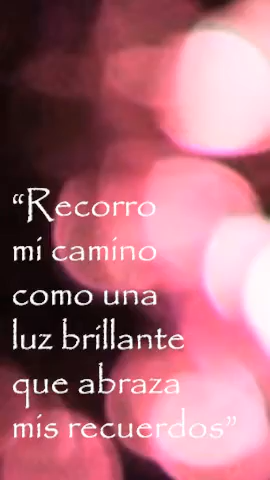 “Recorro
mi camino
como una
luz brillante
que abraza
mis recuerdos”